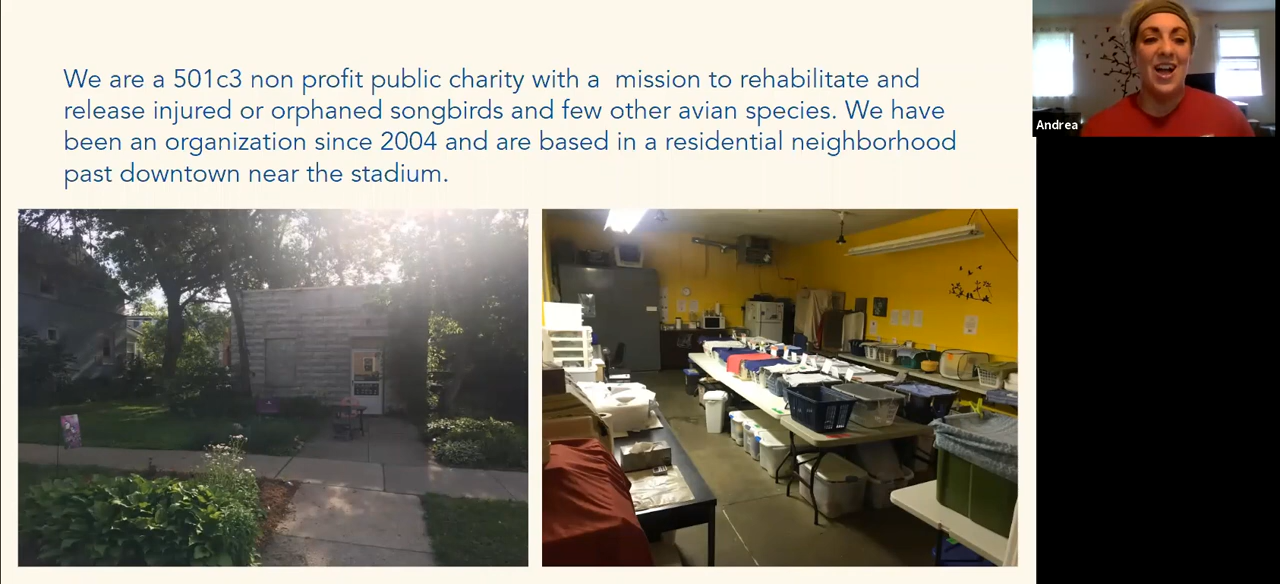 We are a 501c3 non profit public charity with a  mission to rehabilitate and
release injured or orphaned songbirds and few other avian species. We have
been an organization since 2004 and are based in a residential neighborhood
past downtown near the stadium.
Andrea